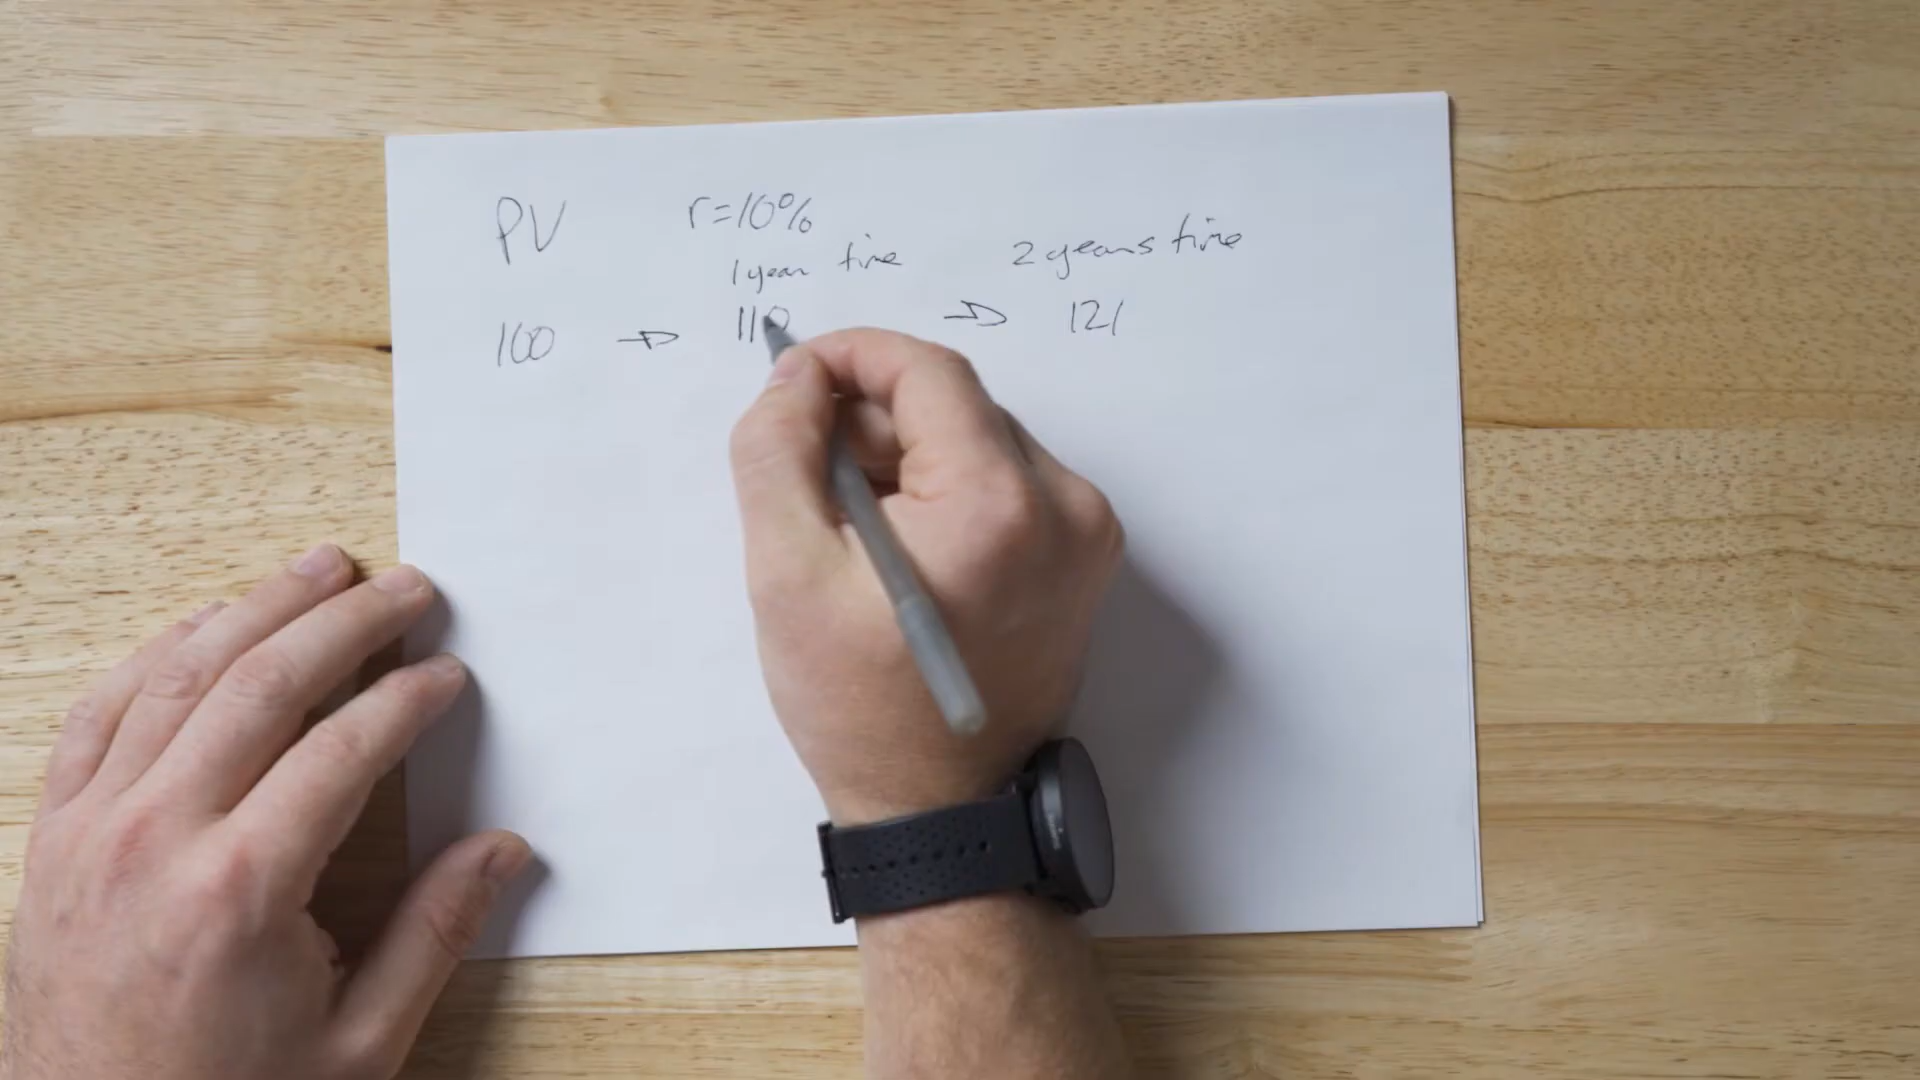 PV r=10%
1 year time 2 years time
100 → 110 → 121